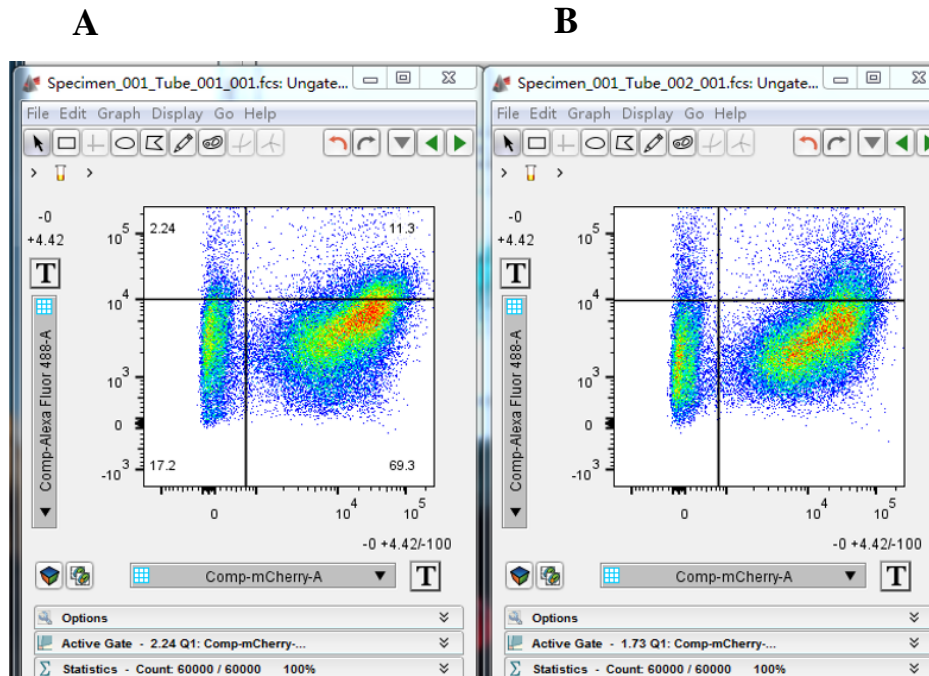 A B
Specimen_001_Tube_001_001.fcs: Ungate...
File Edit Graph Display Go Help
-0
+4.42
T
Comp-Alexa Fluor 488-A
10^5
10^4
10^3
0
-10^3
2.24 11.3
17.2 69.3
0 10^4 10^5
-0 +4.42/-100
Comp-mCherry-A
T
Options
Active Gate - 2.24 Q1: Comp-mCherry-...
Statistics - Count: 60000 / 60000 100%
Specimen_001_Tube_002_001.fcs: Ungate...
File Edit Graph Display Go Help
-0
+4.42
T
Comp-Alexa Fluor 488-A
10^5
10^4
10^3
0
-10^3
0 10^4 10^5
-0 +4.42/-100
Comp-mCherry-A
T
Options
Active Gate - 1.73 Q1: Comp-mCherry-...
Statistics - Count: 60000 / 60000 100%